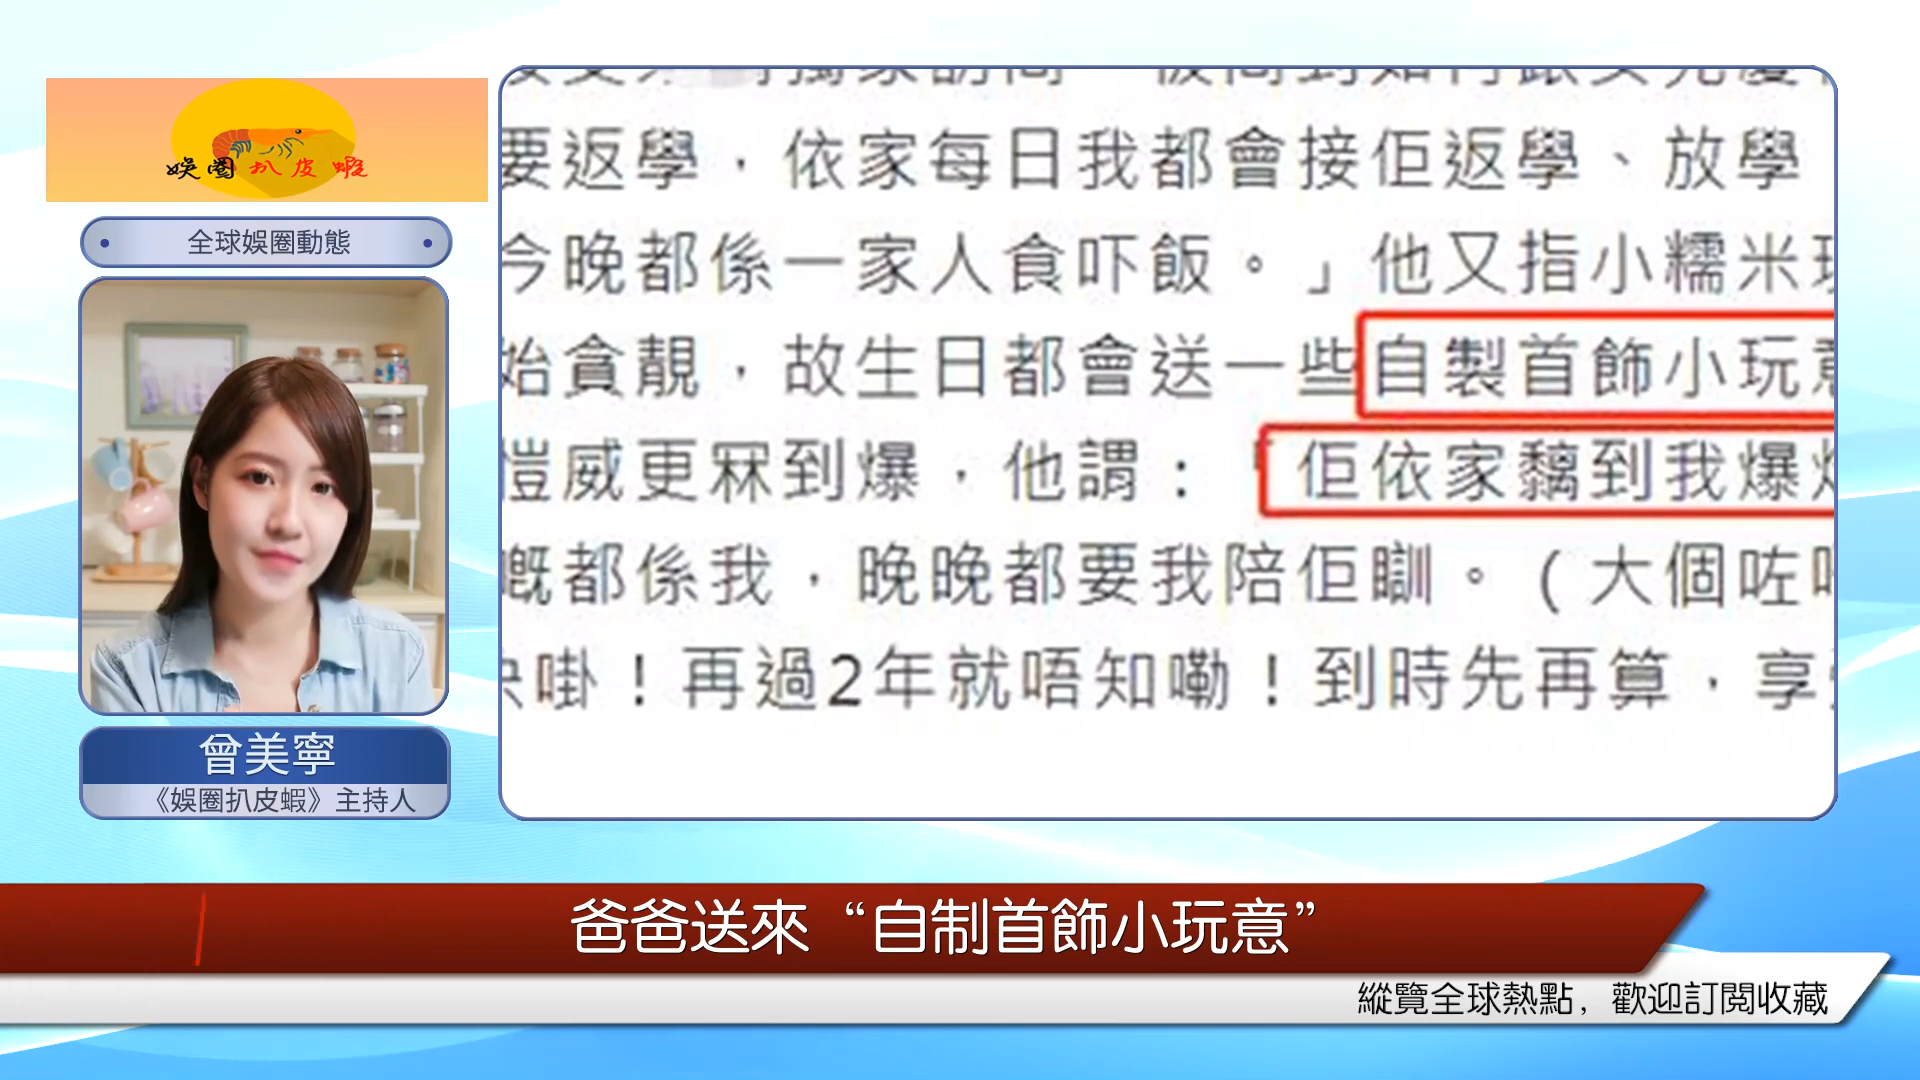 娛圈扒皮蝦
全球娛圈動態
曾美寧
《娛圈扒皮蝦》主持人
要返學，依家每日我都會接佢返學、放學
今晚都係一家人食吓飯。」他又指小糯米
始貪靚，故生日都會送一些自製首飾小玩意
愷威更冧到爆，他謂：「佢依家黐到我爆
嘅都係我，晚晚都要我陪佢瞓。（大個咗
啩！再過2年就唔知嘞！到時先再算，享
爸爸送來“自制首飾小玩意”
縱覽全球熱點，歡迎訂閱收藏